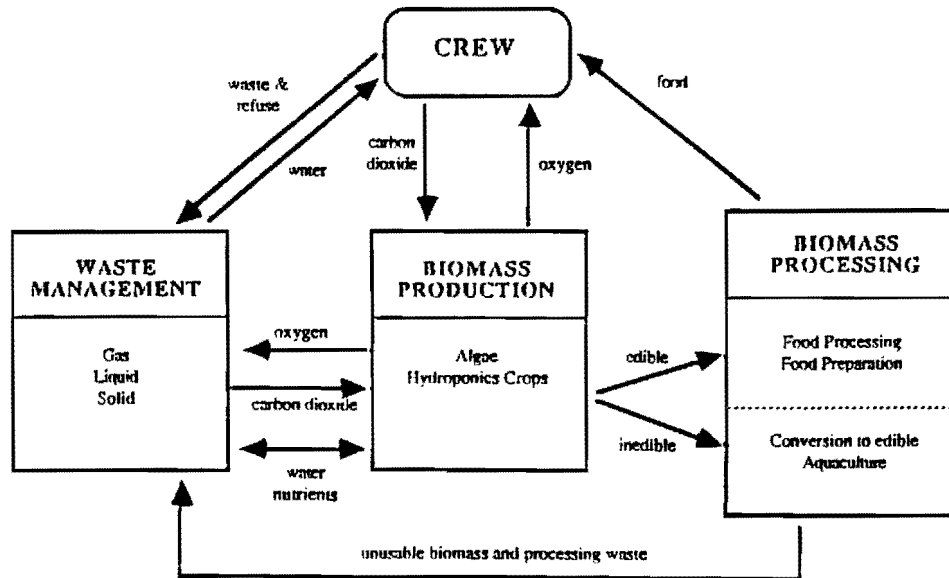 CREW
waste &
refuse
water
carbon
dioxide
oxygen
food
WASTE
MANAGEMENT
Gas
Liquid
Solid
BIOMASS
PRODUCTION
Algae
Hydroponics Crops
BIOMASS
PROCESSING
Food Processing
Food Preparation
Conversion to edible
Aquaculture
oxygen
carbon dioxide
water
nutrients
edible
inedible
unusable biomass and processing waste